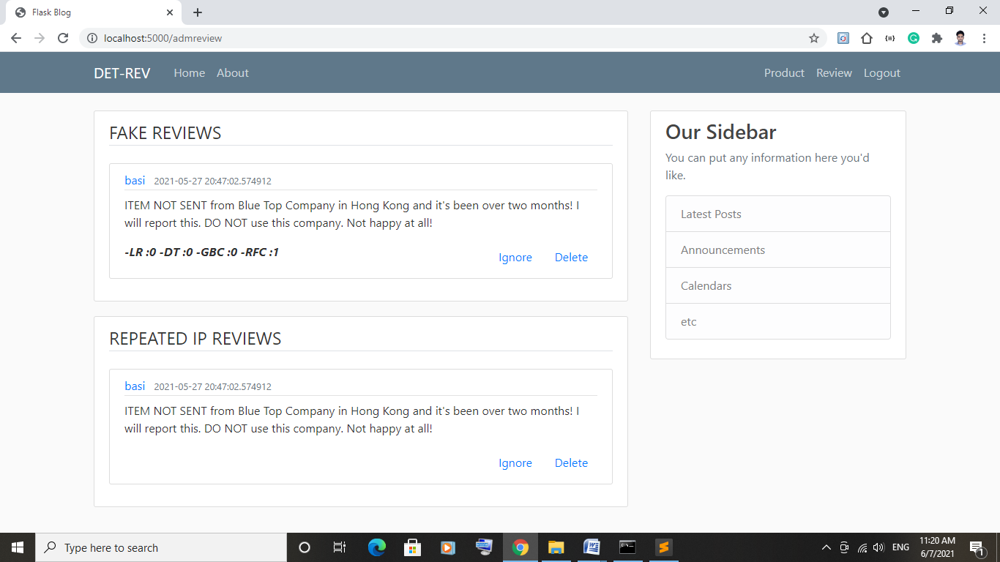 Flask Blog
localhost:5000/admreview
DET-REV Home About Product Review Logout
FAKE REVIEWS
basi 2021-05-27 20:47:02.574912
ITEM NOT SENT from Blue Top Company in Hong Kong and it's been over two months! I
will report this. DO NOT use this company. Not happy at all!
-LR :0 -DT :0 -GBC :0 -RFC :1
Ignore Delete
REPEATED IP REVIEWS
basi 2021-05-27 20:47:02.574912
ITEM NOT SENT from Blue Top Company in Hong Kong and it's been over two months! I
will report this. DO NOT use this company. Not happy at all!
Ignore Delete
Our Sidebar
You can put any information here you'd
like.
Latest Posts
Announcements
Calendars
etc
Type here to search
ENG
11:20 AM
6/7/2021
1